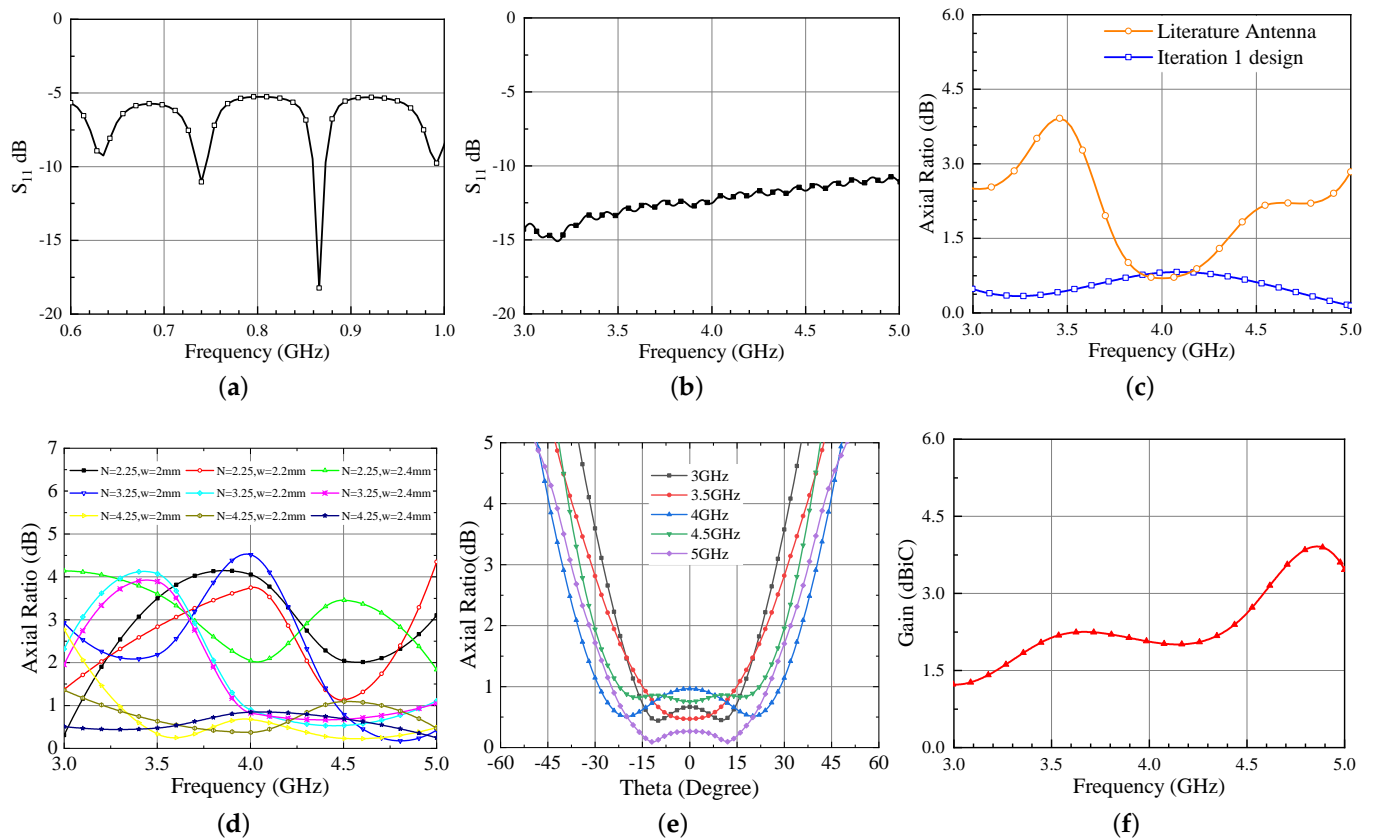 0
-5
-10
-15
-20
S₁₁ dB
0.6 0.7 0.8 0.9 1.0
Frequency (GHz)
(a)
0
-5
-10
-15
-20
S₁₁ dB
3.0 3.5 4.0 4.5 5.0
Frequency (GHz)
(b)
6.0
4.5
3.0
1.5
0.0
Axial Ratio (dB)
Literature Antenna
Iteration 1 design
3.0 3.5 4.0 4.5 5.0
Frequency (GHz)
(c)
7
6
5
4
3
2
1
0
Axial Ratio (dB)
N=2.25,w=2mm N=2.25,w=2.2mm N=2.25,w=2.4mm
N=3.25,w=2mm N=3.25,w=2.2mm N=3.25,w=2.4mm
N=4.25,w=2mm N=4.25,w=2.2mm N=4.25,w=2.4mm
3.0 3.5 4.0 4.5 5.0
Frequency (GHz)
(d)
5
4
3
2
1
0
Axial Ratio(dB)
3GHz
3.5GHz
4GHz
4.5GHz
5GHz
-60 -45 -30 -15 0 15 30 45 60
Theta (Degree)
(e)
6.0
4.5
3.0
1.5
0.0
Gain (dBiC)
3.0 3.5 4.0 4.5 5.0
Frequency (GHz)
(f)